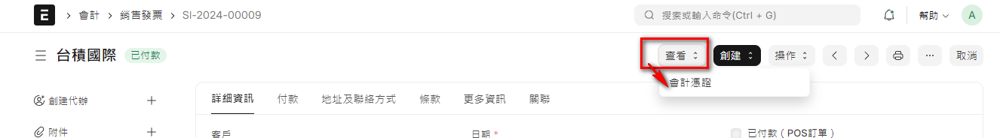 E 會計 銷售發票 SI-2024-00009 搜索或輸入命令(Ctrl + G) 幫助 A
台積國際 已付款 查看 創建 操作 取消
會計憑證
創建代辦
詳細資訊 付款 地址及聯絡方式 條款 更多資訊 關聯
附件
客戶 日期 * 已付款（POS訂單）